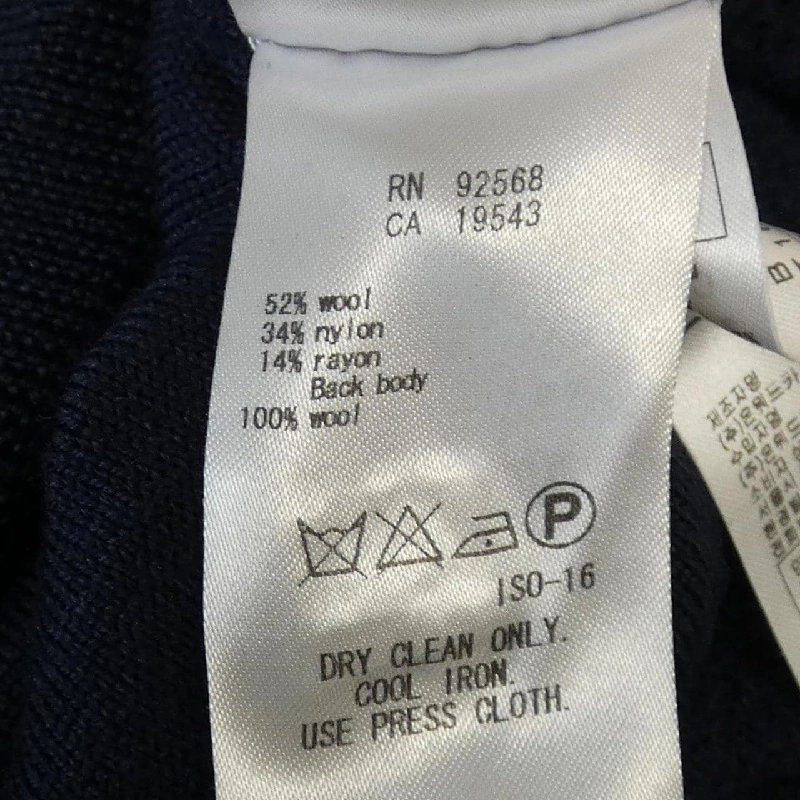 RN 92568
CA 19543
52% wool
34% nylon
14% rayon
Back body
100% wool
P
ISO-16
DRY CLEAN ONLY.
COOL IRON.
USE PRESS CLOTH.
B 1